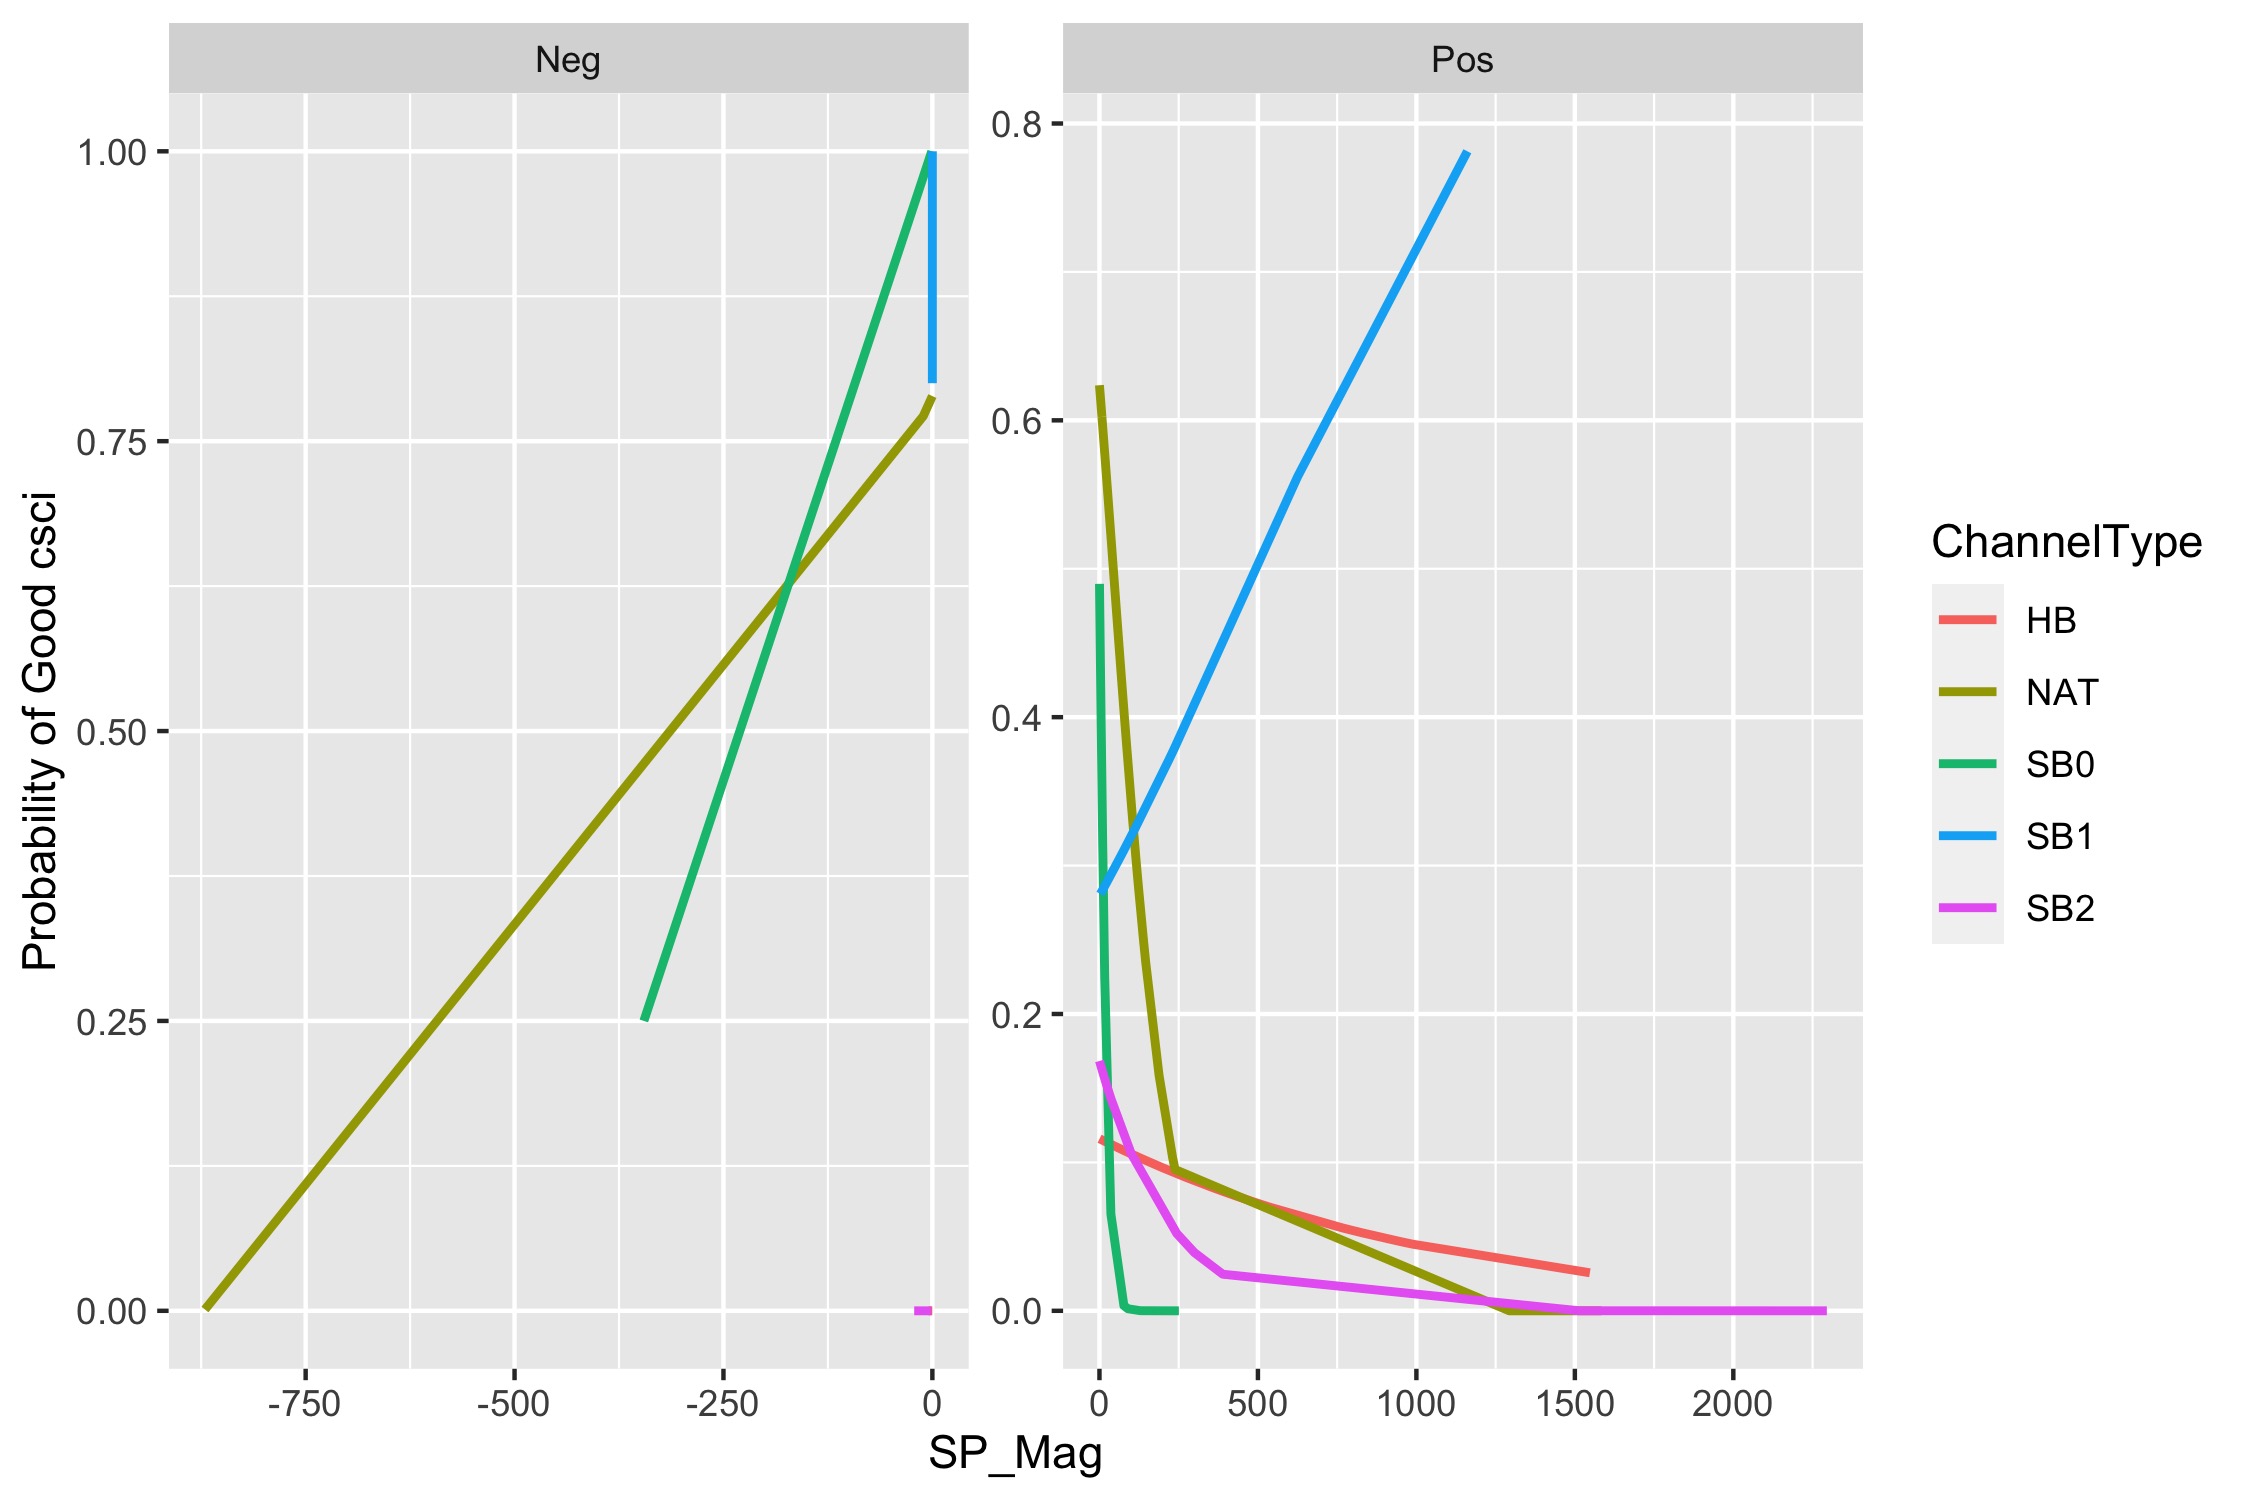 Neg
Pos
Probability of Good csci
1.00
0.75
0.50
0.25
0.00
0.8
0.6
0.4
0.2
0.0
-750 -500 -250 0
0 500 1000 1500 2000
SP_Mag
ChannelType
HB
NAT
SB0
SB1
SB2